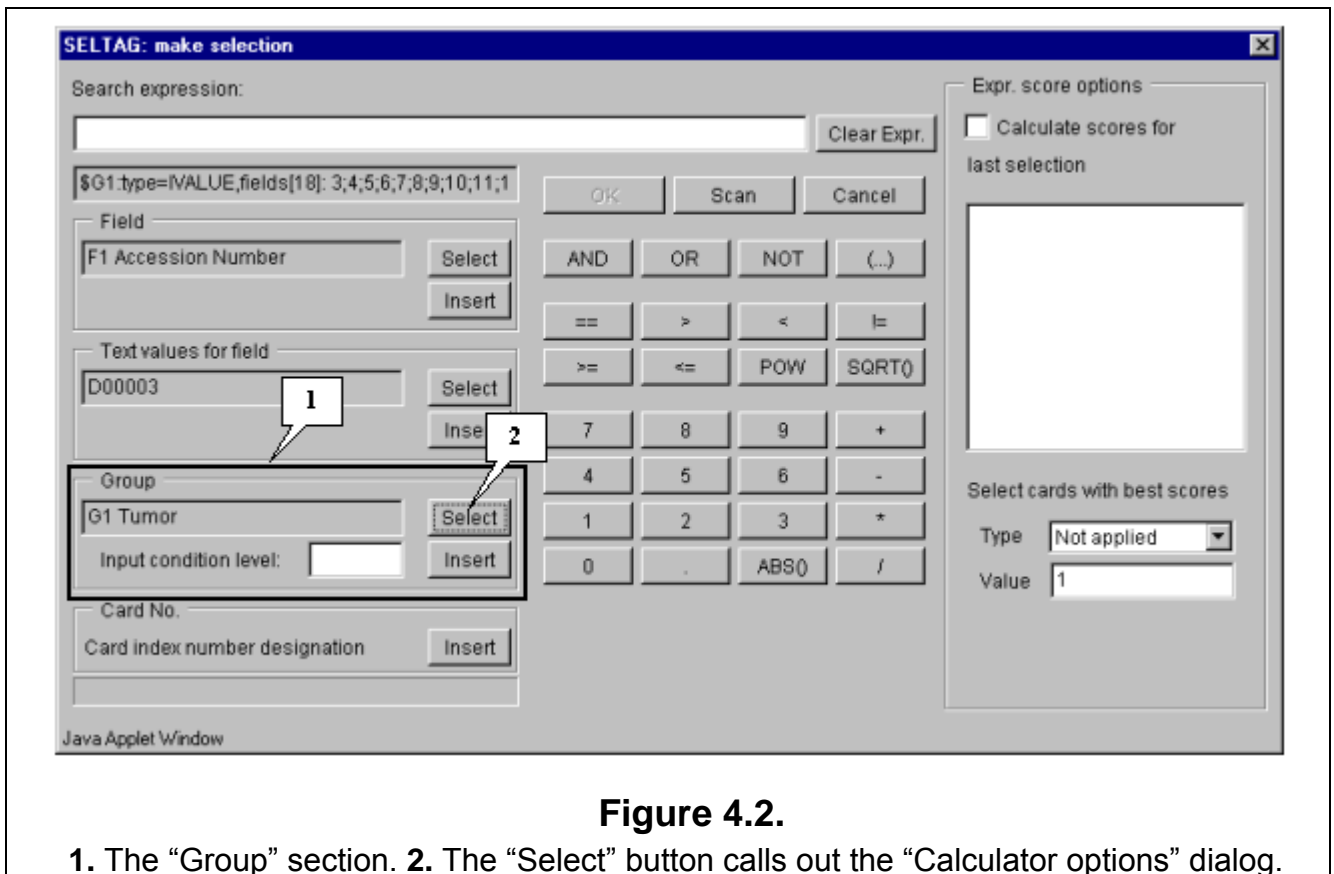 SELTAG: make selection
Search expression:
Clear Expr.
$G1:type=IVALUE,fields[18]: 3;4;5;6;7;8;9;10;11;1
OK Scan Cancel
Field
F1 Accession Number
Select
Insert
AND OR NOT (...)
== > < !=
>= <= POW SQRT()
Text values for field
D00003
Select
1
Inse
2
7 8 9 +
4 5 6 -
1 2 3 *
0 . ABS() /
Group
G1 Tumor
Select
Input condition level:
Insert
Card No.
Card index number designation
Insert
Expr. score options
Calculate scores for
last selection
Select cards with best scores
Type Not applied
Value 1
Java Applet Window
Figure 4.2.
1. The “Group” section. 2. The “Select” button calls out the “Calculator options” dialog.